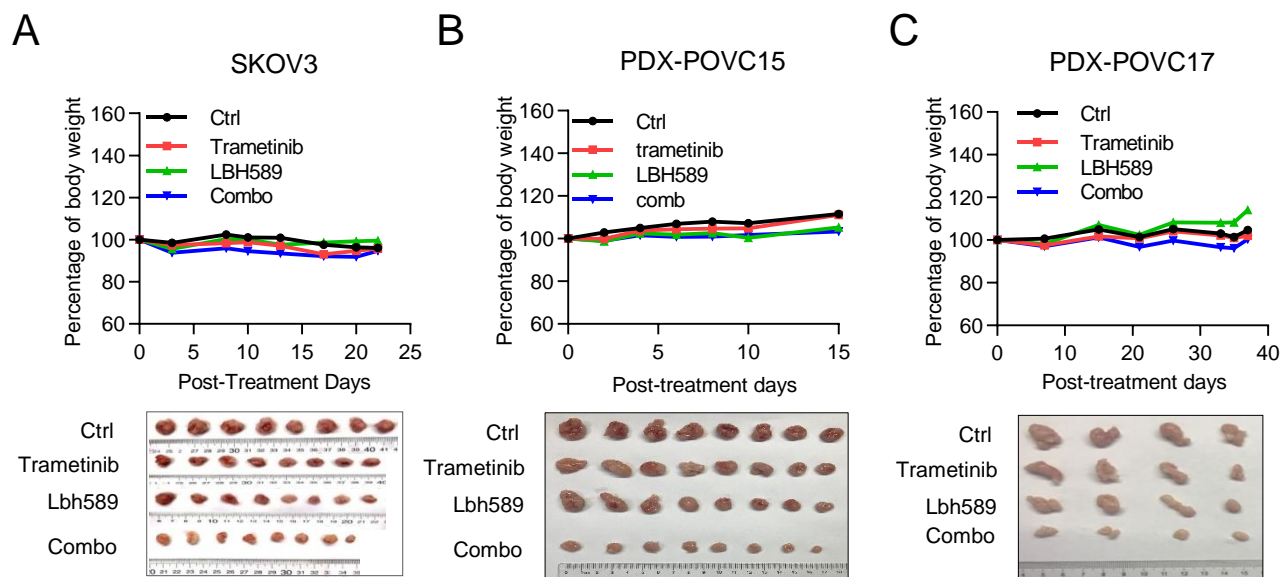 A
B
C
SKOV3
PDX-POVC15
PDX-POVC17
Percentage of body weight
160
140
120
100
80
60
0
5
10
15
20
25
Post-Treatment Days
Ctrl
Trametinib
LBH589
Combo
Percentage of body weight
160
140
120
100
80
60
0
5
10
15
Post-treatment days
Ctrl
trametinib
LBH589
comb
Percentage of body weight
160
140
120
100
80
60
0
10
20
30
40
Post-treatment days
Ctrl
Trametinib
LBH589
Combo
Ctrl
Trametinib
Lbh589
Combo
Ctrl
Trametinib
Lbh589
Combo
Ctrl
Trametinib
Lbh589
Combo